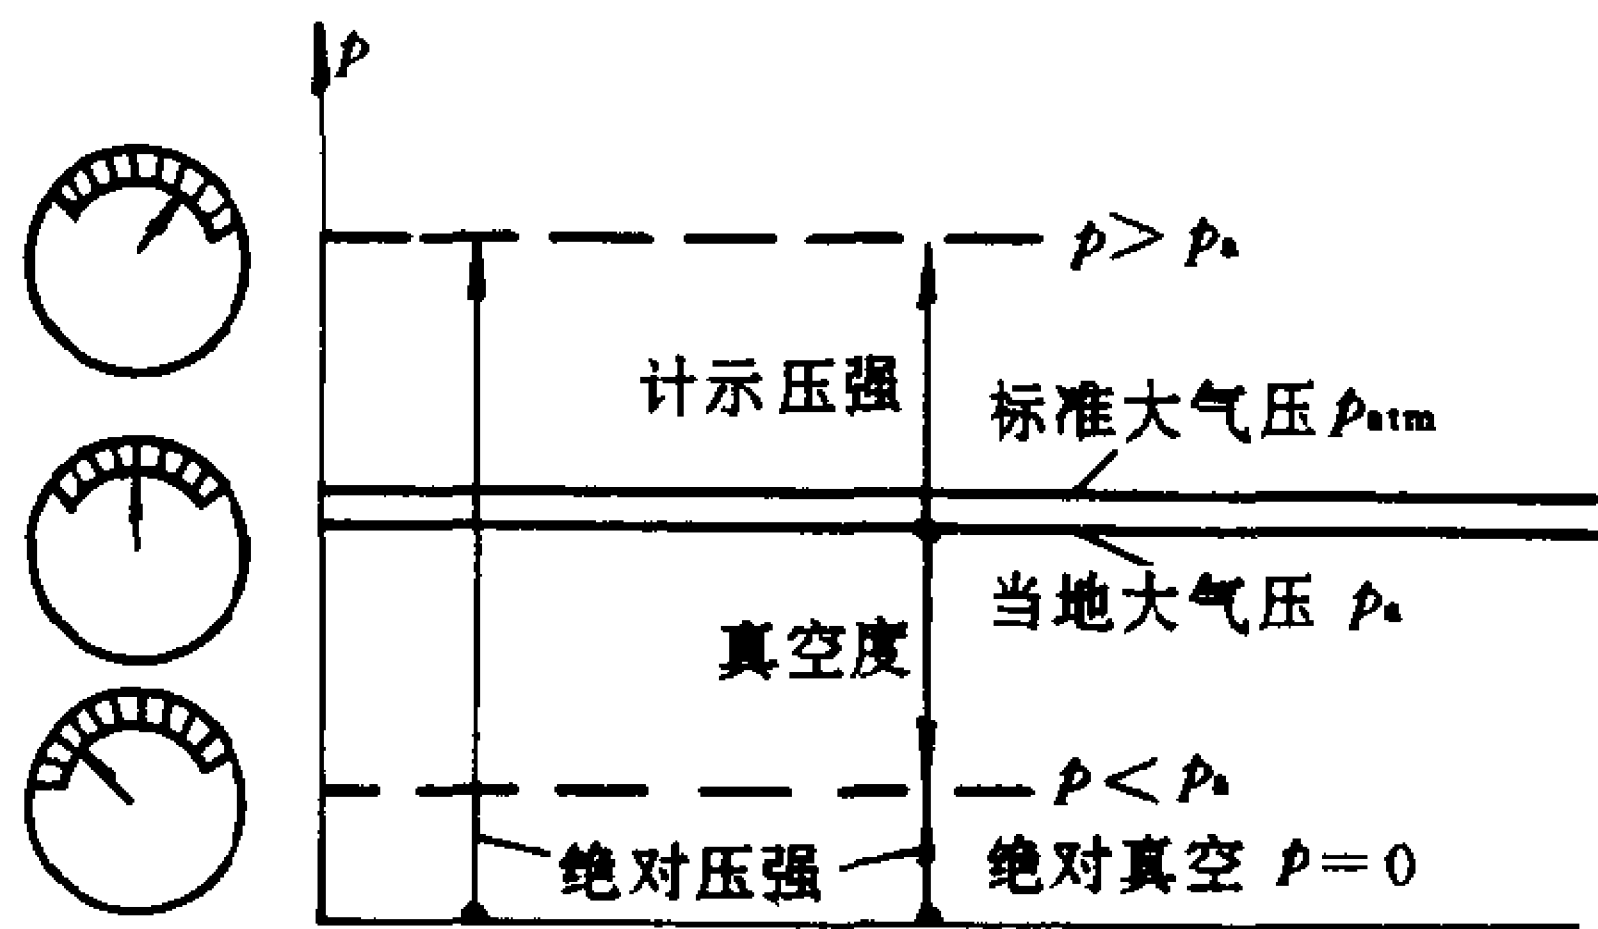 p
p > pa
计示压强
标准大气压 patm
当地大气压 pa
真空度
p < pa
绝对压强
绝对真空 p = 0